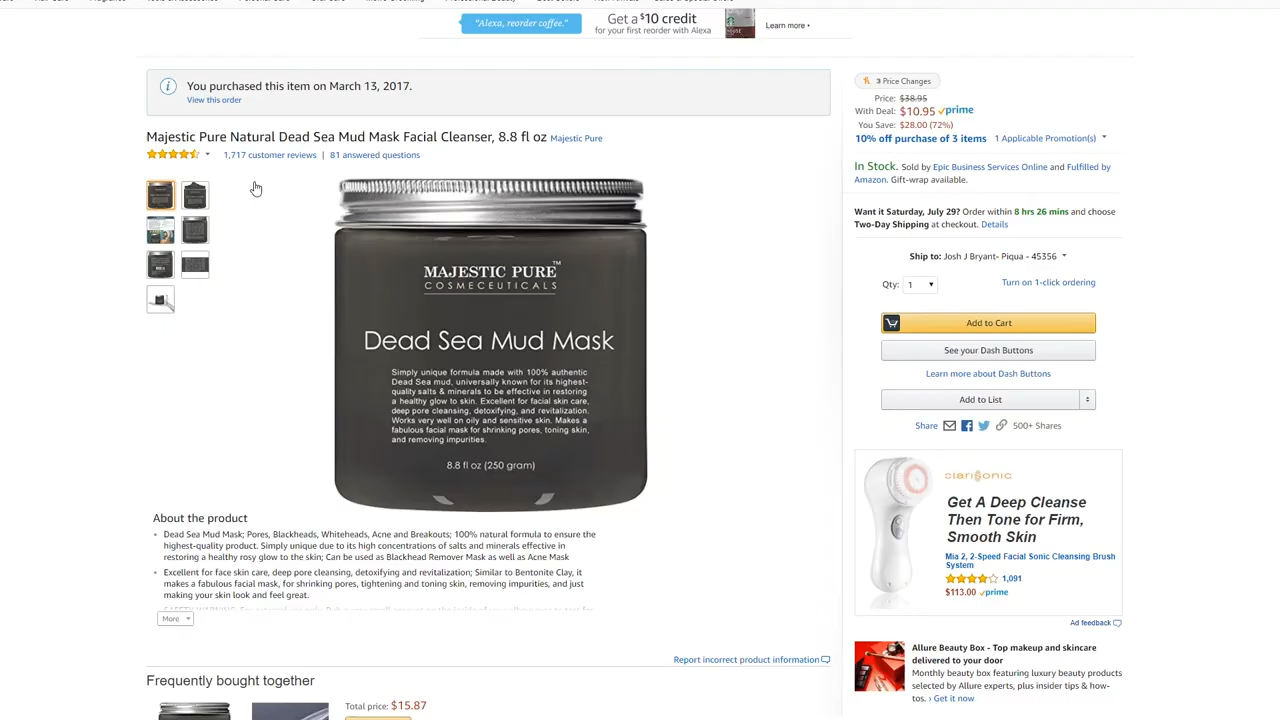 "Alexa, reorder coffee."
Get a $10 credit
for your first reorder with Alexa
Learn more ›
You purchased this item on March 13, 2017.
View this order
Majestic Pure Natural Dead Sea Mud Mask Facial Cleanser, 8.8 fl oz Majestic Pure
1,717 customer reviews | 81 answered questions
MAJESTIC PURE™
COSMECEUTICALS
Dead Sea Mud Mask
Simply unique formula made with 100% authentic
Dead Sea mud, universally known for its highest-
quality salts & minerals to be effective in restoring
a healthy glow to skin. Excellent for facial skin care,
deep pore cleansing, detoxifying, and revitalization.
Works very well on oily and sensitive skin. Makes a
fabulous facial mask for shrinking pores, toning skin,
and removing impurities.
8.8 fl oz (250 gram)
About the product
Dead Sea Mud Mask; Pores, Blackheads, Whiteheads, Acne and Breakouts; 100% natural formula to ensure the
highest-quality product. Simply unique due to its high concentrations of salts and minerals effective in
restoring a healthy rosy glow to the skin; Can be used as Blackhead Remover Mask as well as Acne Mask
Excellent for face skin care, deep pore cleansing, detoxifying and revitalization; Similar to Bentonite Clay, it
makes a fabulous facial mask, for shrinking pores, tightening and toning skin, removing impurities, and just
making your skin look and feel great.
More
Report incorrect product information
Frequently bought together
Total price: $15.87
3 Price Changes
Price: $38.95
With Deal: $10.95 prime
You Save: $28.00 (72%)
10% off purchase of 3 items 1 Applicable Promotion(s)
In Stock. Sold by Epic Business Services Online and Fulfilled by
Amazon. Gift-wrap available.
Want it Saturday, July 29? Order within 8 hrs 26 mins and choose
Two-Day Shipping at checkout. Details
Ship to: Josh J Bryant- Piqua - 45356
Qty: 1 Turn on 1-click ordering
Add to Cart
See your Dash Buttons
Learn more about Dash Buttons
Add to List
Share 500+ Shares
clarisonic
Get A Deep Cleanse
Then Tone for Firm,
Smooth Skin
Mia 2, 2-Speed Facial Sonic Cleansing Brush
System
1,091
$113.00 prime
Ad feedback
Allure Beauty Box - Top makeup and skincare
delivered to your door
Monthly beauty box featuring luxury beauty products
selected by Allure experts, plus insider tips & how-
tos. › Get it now